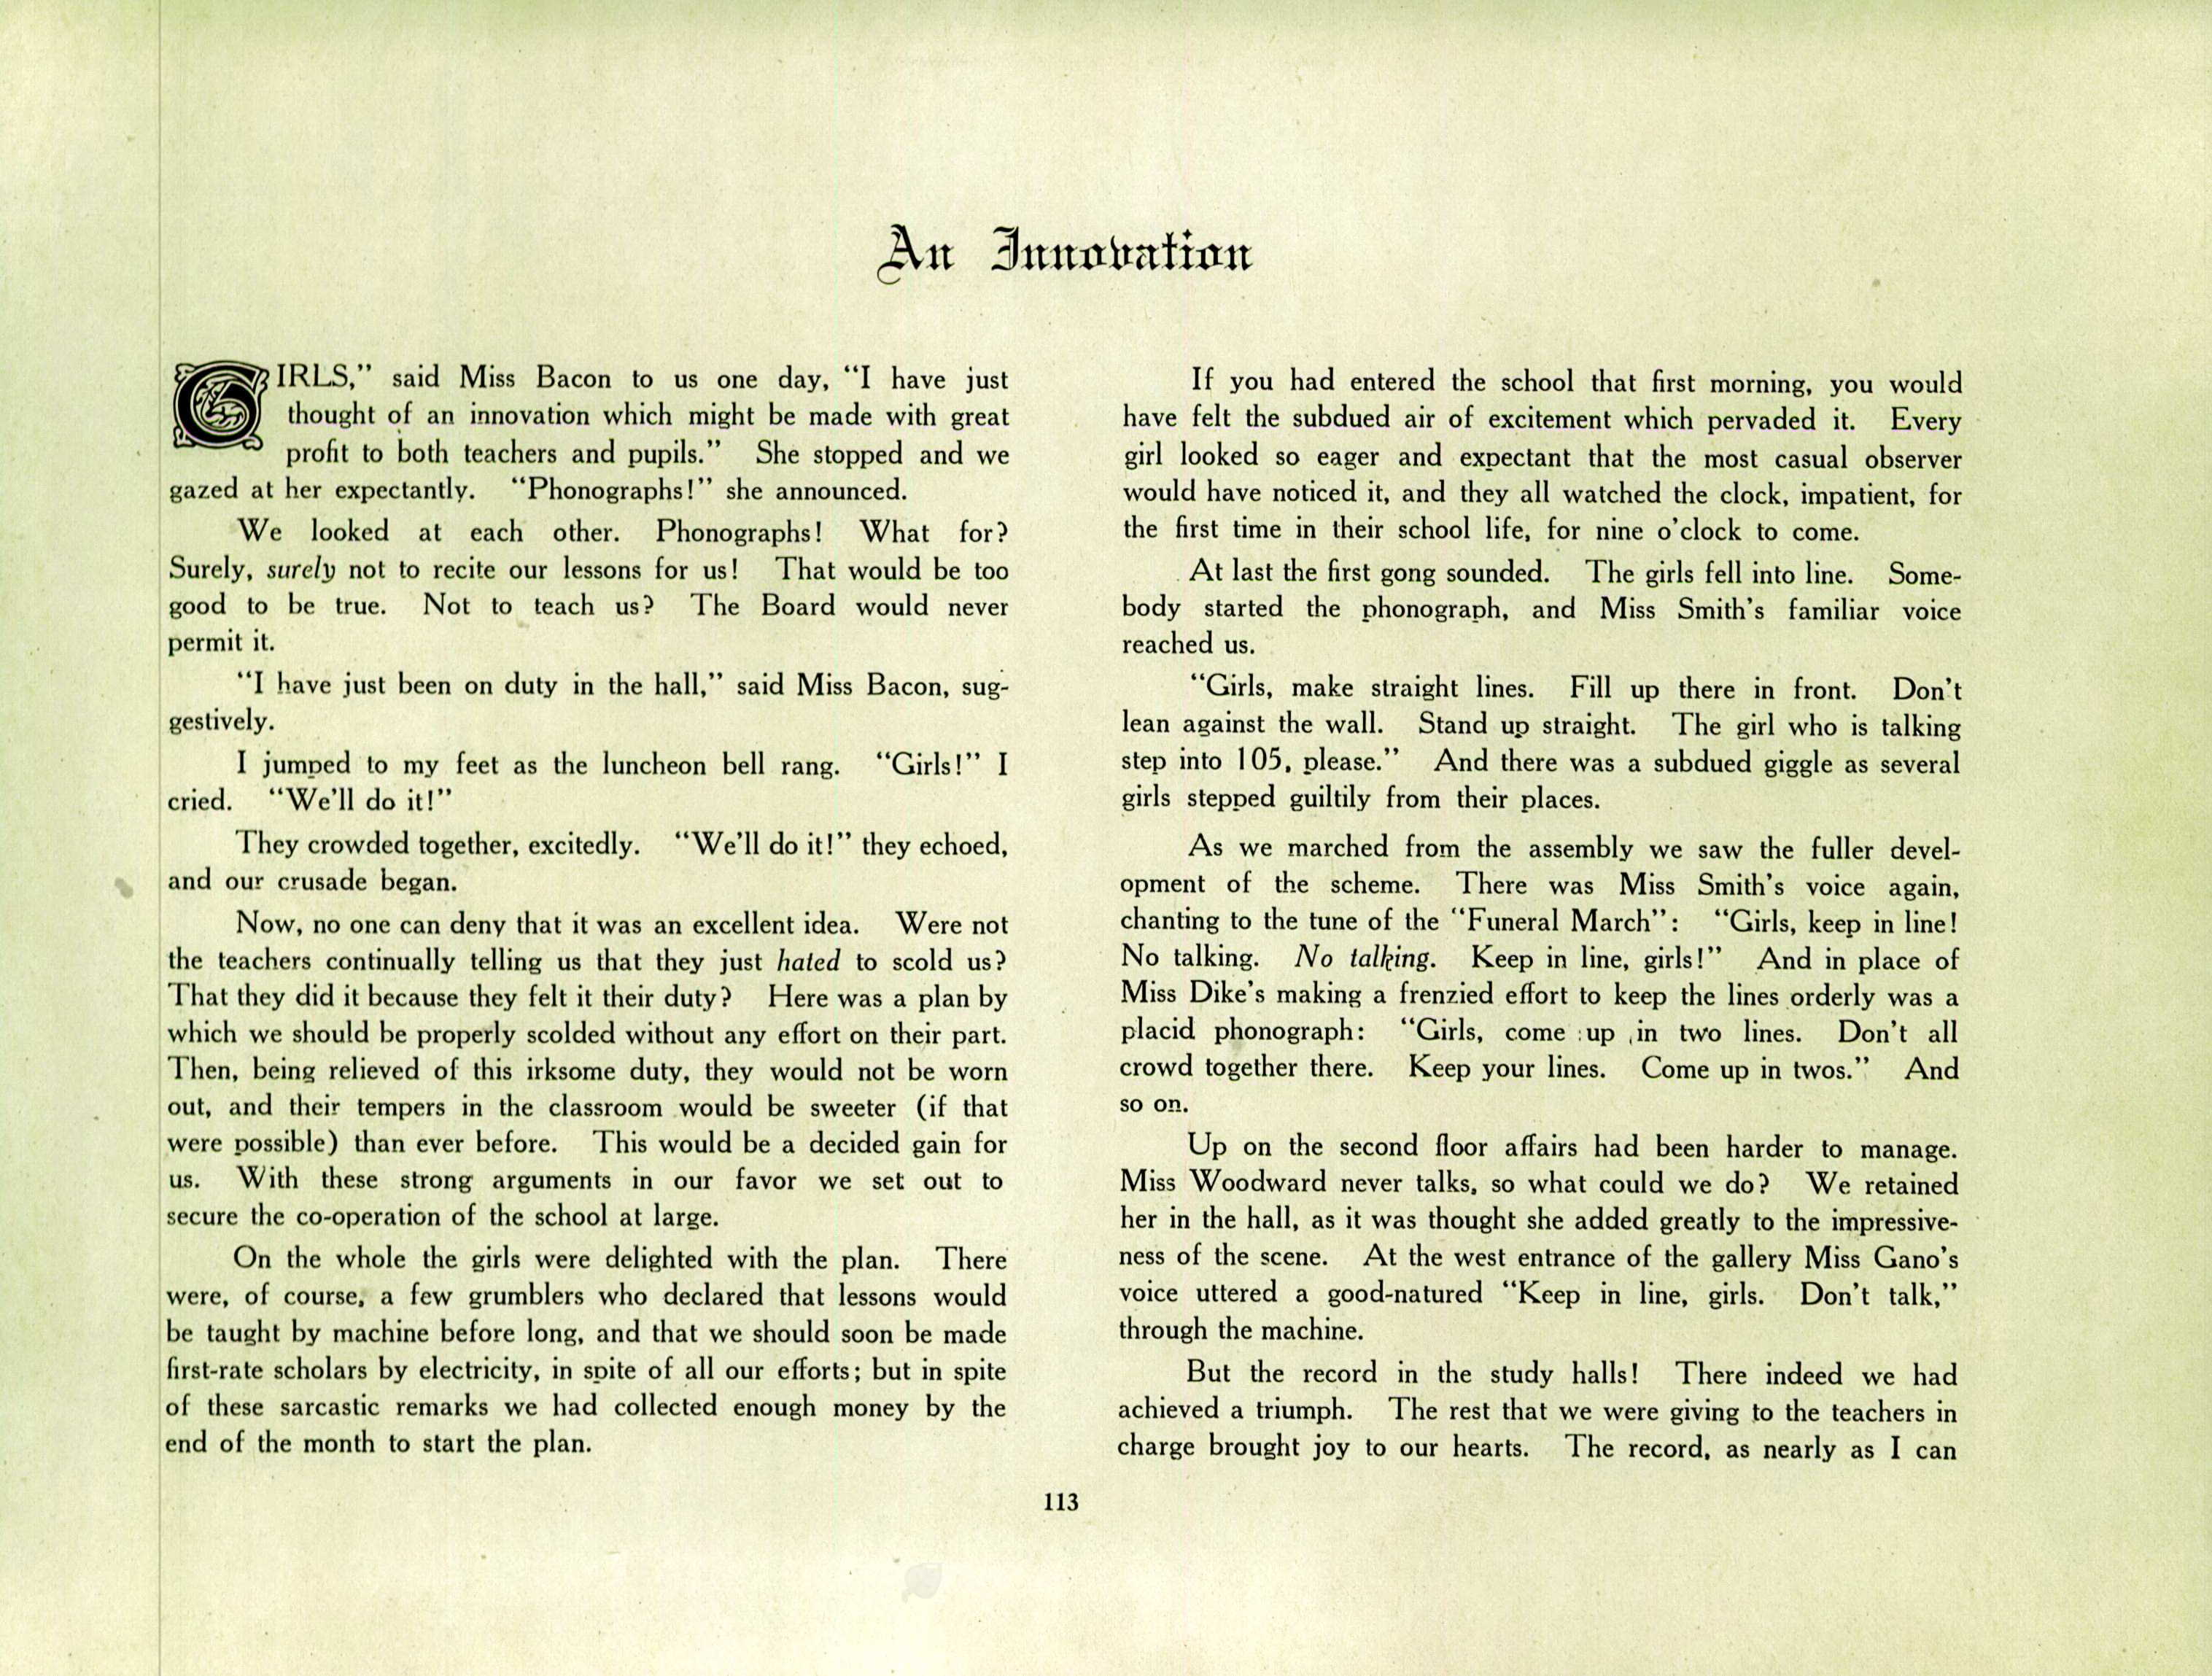 An Innovation
GIRLS," said Miss Bacon to us one day, "I have just
thought of an innovation which might be made with great
profit to both teachers and pupils." She stopped and we
gazed at her expectantly. "Phonographs!" she announced.
We looked at each other. Phonographs! What for?
Surely, surely not to recite our lessons for us! That would be too
good to be true. Not to teach us? The Board would never
permit it.
"I have just been on duty in the hall," said Miss Bacon, sug-
gestively.
I jumped to my feet as the luncheon bell rang. "Girls!" I
cried. "We'll do it!"
They crowded together, excitedly. "We'll do it!" they echoed,
and our crusade began.
Now, no one can deny that it was an excellent idea. Were not
the teachers continually telling us that they just hated to scold us?
That they did it because they felt it their duty? Here was a plan by
which we should be properly scolded without any effort on their part.
Then, being relieved of this irksome duty, they would not be worn
out, and their tempers in the classroom would be sweeter (if that
were possible) than ever before. This would be a decided gain for
us. With these strong arguments in our favor we set out to
secure the co-operation of the school at large.
On the whole the girls were delighted with the plan. There
were, of course, a few grumblers who declared that lessons would
be taught by machine before long, and that we should soon be made
first-rate scholars by electricity, in spite of all our efforts; but in spite
of these sarcastic remarks we had collected enough money by the
end of the month to start the plan.
If you had entered the school that first morning, you would
have felt the subdued air of excitement which pervaded it. Every
girl looked so eager and expectant that the most casual observer
would have noticed it, and they all watched the clock, impatient, for
the first time in their school life, for nine o'clock to come.
At last the first gong sounded. The girls fell into line. Some-
body started the phonograph, and Miss Smith's familiar voice
reached us.
"Girls, make straight lines. Fill up there in front. Don't
lean against the wall. Stand up straight. The girl who is talking
step into 105, please." And there was a subdued giggle as several
girls stepped guiltily from their places.
As we marched from the assembly we saw the fuller devel-
opment of the scheme. There was Miss Smith's voice again,
chanting to the tune of the "Funeral March": "Girls, keep in line!
No talking. No talking. Keep in line, girls!" And in place of
Miss Dike's making a frenzied effort to keep the lines orderly was a
placid phonograph: "Girls, come up in two lines. Don't all
crowd together there. Keep your lines. Come up in twos." And
so on.
Up on the second floor affairs had been harder to manage.
Miss Woodward never talks, so what could we do? We retained
her in the hall, as it was thought she added greatly to the impressive-
ness of the scene. At the west entrance of the gallery Miss Gano's
voice uttered a good-natured "Keep in line, girls. Don't talk,"
through the machine.
But the record in the study halls! There indeed we had
achieved a triumph. The rest that we were giving to the teachers in
charge brought joy to our hearts. The record, as nearly as I can
113